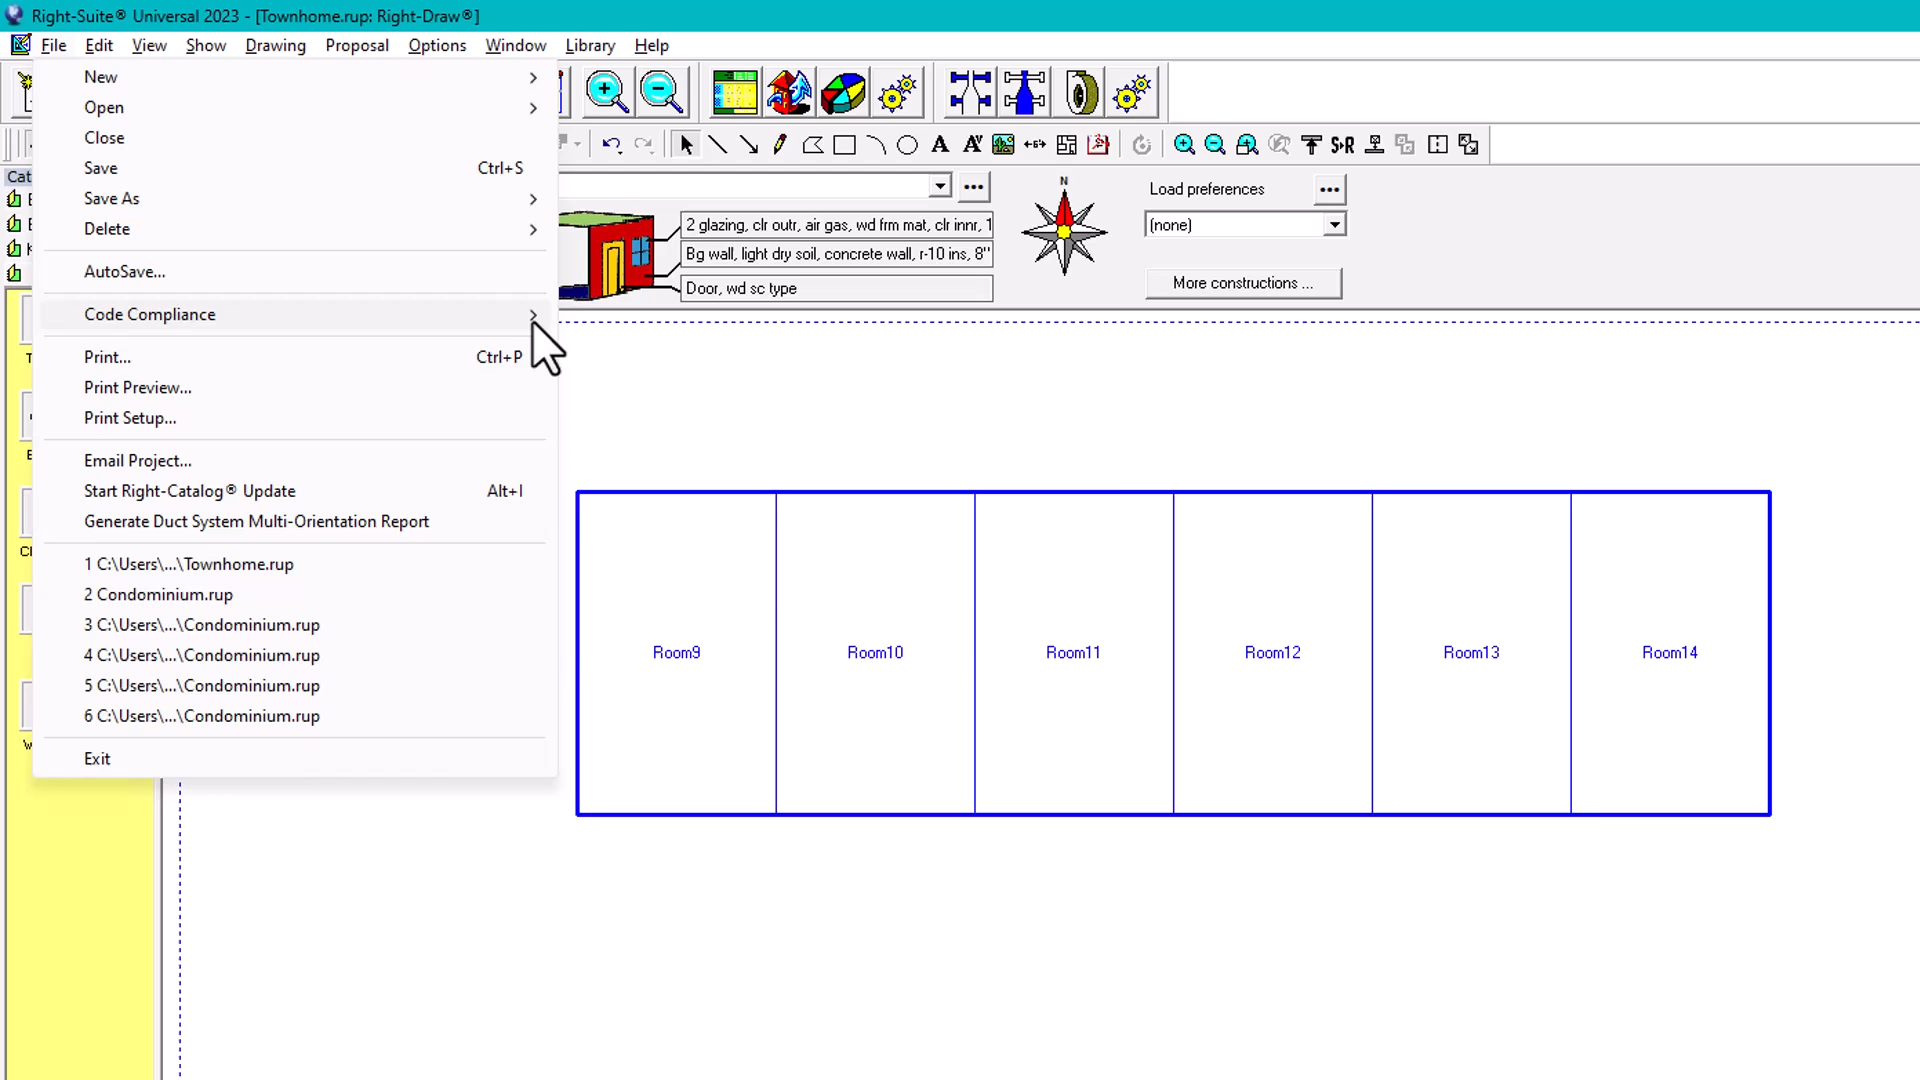 Right-Suite® Universal 2023 - [Townhome.rup: Right-Draw®]
File Edit View Show Drawing Proposal Options Window Library Help
New
Open
Close
Save Ctrl+S
Save As
Delete
AutoSave...
Code Compliance
Print... Ctrl+P
Print Preview...
Print Setup...
Email Project...
Start Right-Catalog® Update Alt+I
Generate Duct System Multi-Orientation Report
1 C:\Users\...\Townhome.rup
2 Condominium.rup
3 C:\Users\...\Condominium.rup
4 C:\Users\...\Condominium.rup
5 C:\Users\...\Condominium.rup
6 C:\Users\...\Condominium.rup
Exit
Cat
S▸R
2 glazing, clr outr, air gas, wd frm mat, clr innr, 1
Bg wall, light dry soil, concrete wall, r-10 ins, 8"
Door, wd sc type
N
Load preferences
(none)
More constructions ...
Room9 Room10 Room11 Room12 Room13 Room14